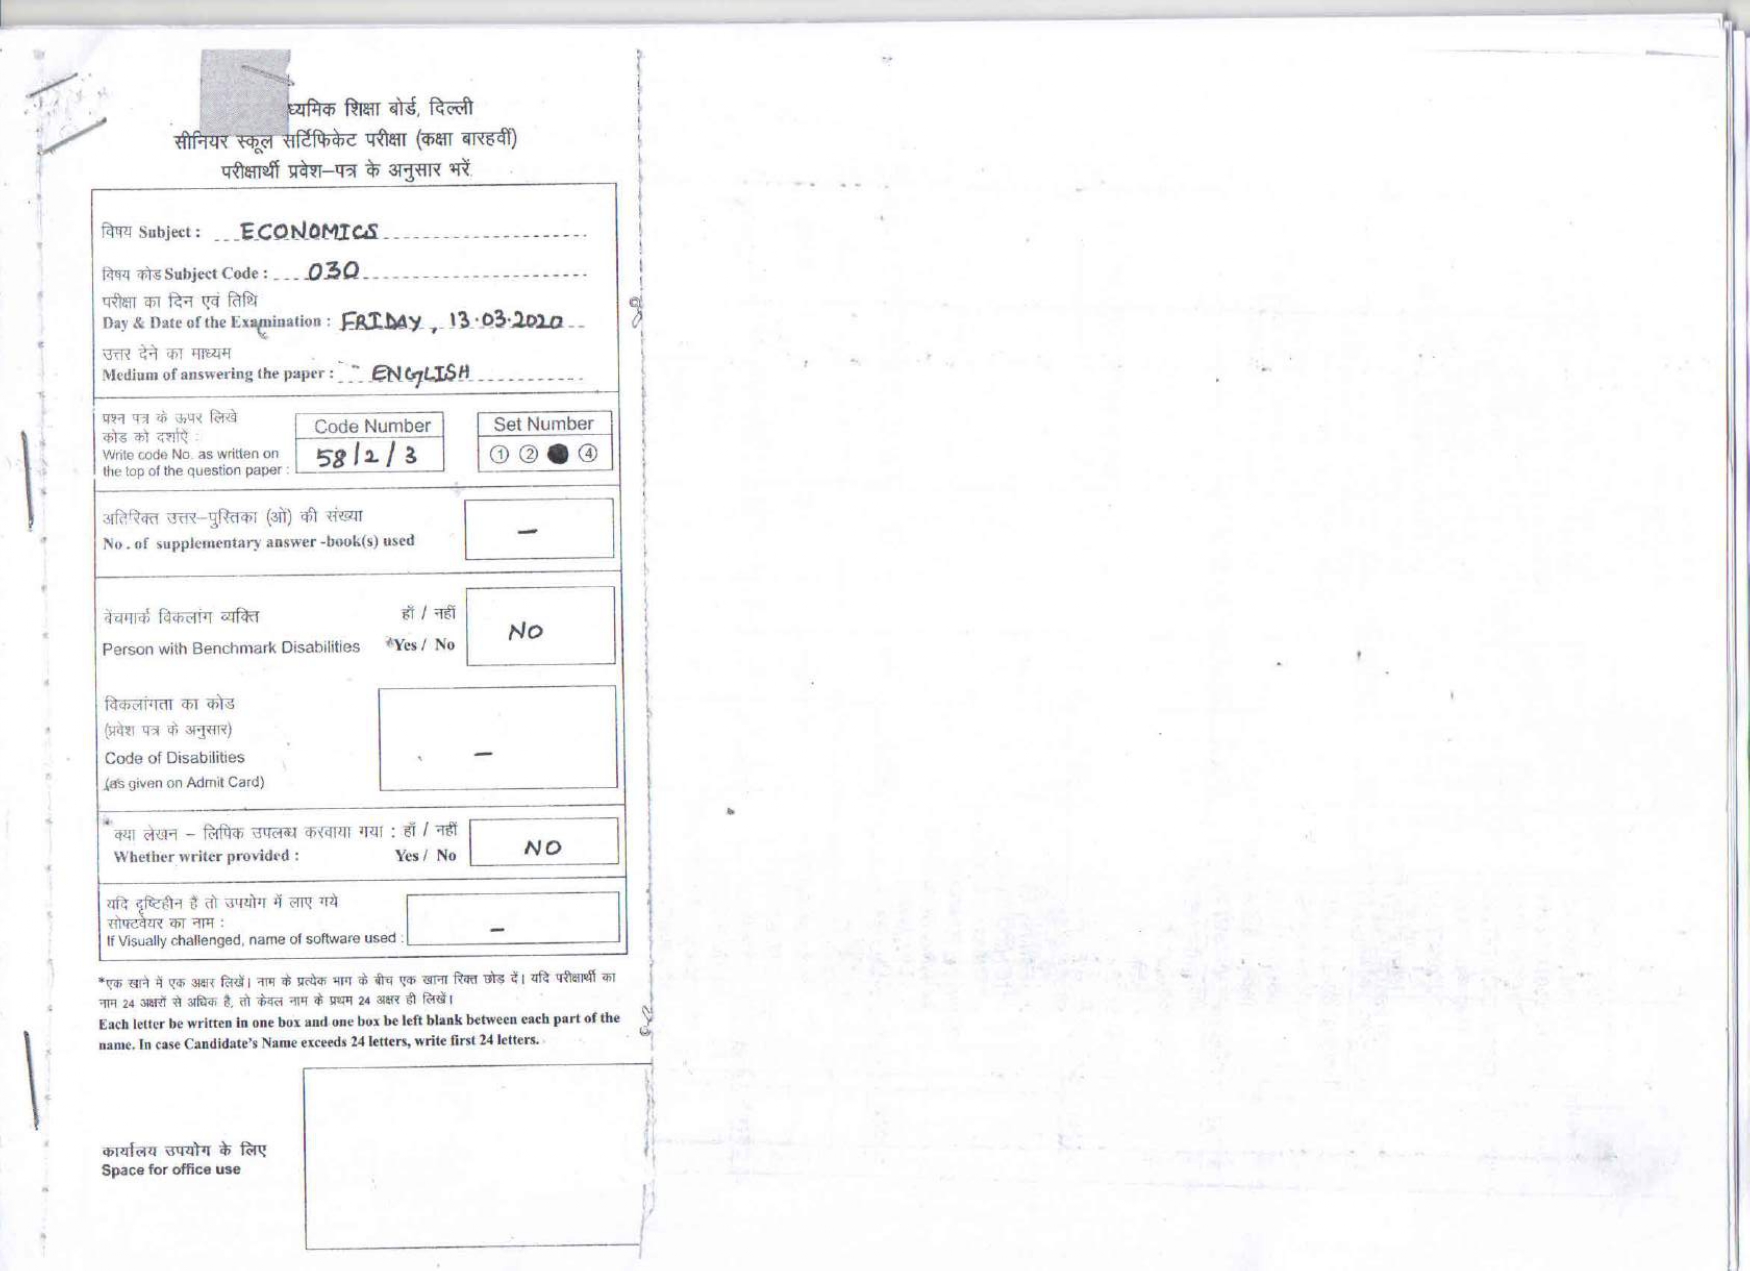 ध्यमिक शिक्षा बोर्ड, दिल्ली
सीनियर स्कूल सर्टिफिकेट परीक्षा (कक्षा बारहवीं)
परीक्षार्थी प्रवेश–पत्र के अनुसार भरें
विषय Subject : ECONOMICS
विषय कोड Subject Code : 030
परीक्षा का दिन एवं तिथि
Day & Date of the Examination : FRIDAY, 13.03.2020
उत्तर देने का माध्यम
Medium of answering the paper : ENGLISH
प्रश्न पत्र के ऊपर लिखे
कोड को दर्शाएं :
Write code No. as written on
the top of the question paper :
Code Number
58/2/3
Set Number
1 2 4
अतिरिक्त उत्तर–पुस्तिका (ओं) की संख्या
No. of supplementary answer -book(s) used
–
बेंचमार्क विकलांग व्यक्ति हाँ / नहीं
Person with Benchmark Disabilities *Yes / No
NO
विकलांगता का कोड
(प्रवेश पत्र के अनुसार)
Code of Disabilities
(as given on Admit Card)
–
क्या लेखन – लिपिक उपलब्ध करवाया गया : हाँ / नहीं
Whether writer provided : Yes / No
NO
यदि दृष्टिहीन हैं तो उपयोग में लाए गये
सोफ्टवेयर का नाम :
If Visually challenged, name of software used :
–
*एक खाने में एक अक्षर लिखें। नाम के प्रत्येक भाग के बीच एक खाना रिक्त छोड़ दें। यदि परीक्षार्थी का
नाम 24 अक्षरों से अधिक है, तो केवल नाम के प्रथम 24 अक्षर ही लिखें।
Each letter be written in one box and one box be left blank between each part of the
name. In case Candidate's Name exceeds 24 letters, write first 24 letters.
कार्यालय उपयोग के लिए
Space for office use